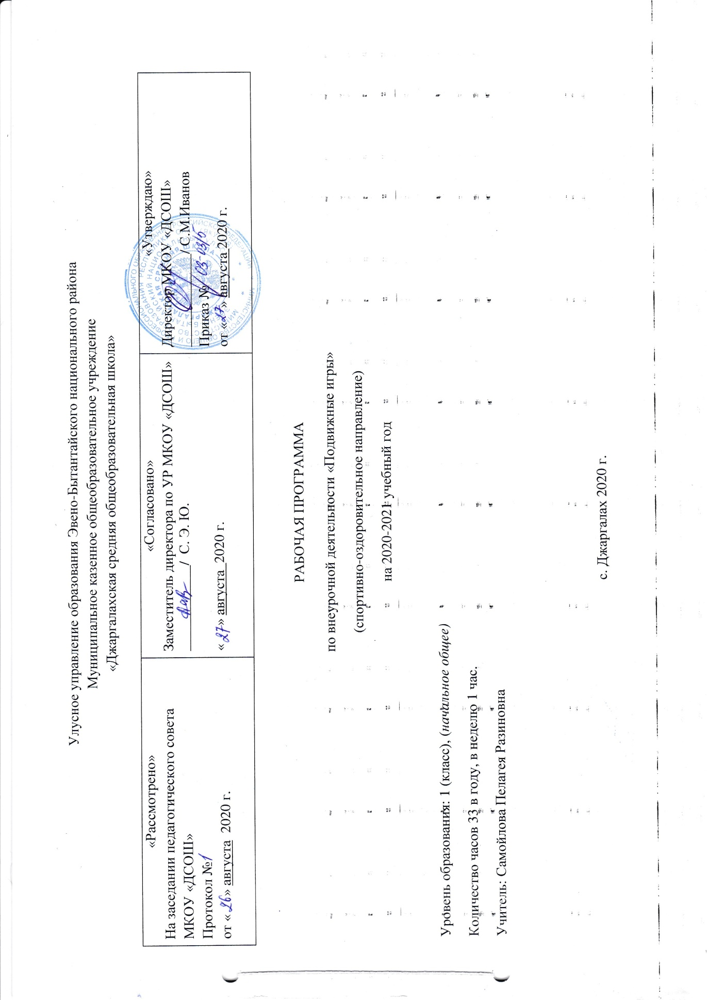 Улусное управление образования Эвено-Бытантайского национального района
Муниципальное казенное общеобразовательное учреждение
«Джаргалахская средняя общеобразовательная школа»
«Рассмотрено»
На заседании педагогического совета
МКОУ «ДСОШ»
Протокол №1
от «26» августа 2020 г.
«Согласовано»
Заместитель директора по УР МКОУ «ДСОШ»
/ С. Э. Ю.
«27» августа 2020 г.
«Утверждаю»
Директор МКОУ «ДСОШ»
/ С.М.Иванов
Приказ № 03-03/5
от «27» августа 2020 г.
РАБОЧАЯ ПРОГРАММА
по внеурочной деятельности «Подвижные игры»
(спортивно-оздоровительное направление)
на 2020-2021 учебный год
Уровень образования: 1 (класс), (начальное общее)
Количество часов 33 в году, в неделю 1 час.
Учитель: Самойлова Пелагея Разиновна
с. Джаргалах 2020 г.